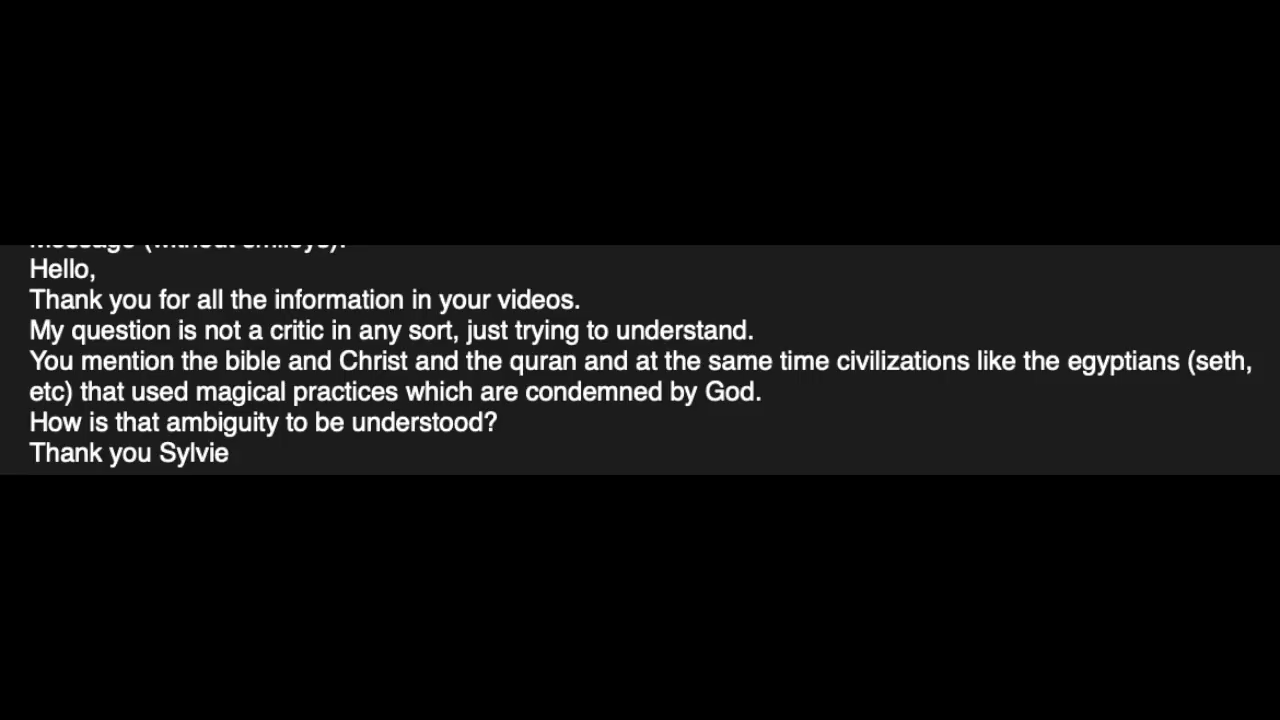 Hello,
Thank you for all the information in your videos.
My question is not a critic in any sort, just trying to understand.
You mention the bible and Christ and the quran and at the same time civilizations like the egyptians (seth,
etc) that used magical practices which are condemned by God.
How is that ambiguity to be understood?
Thank you Sylvie